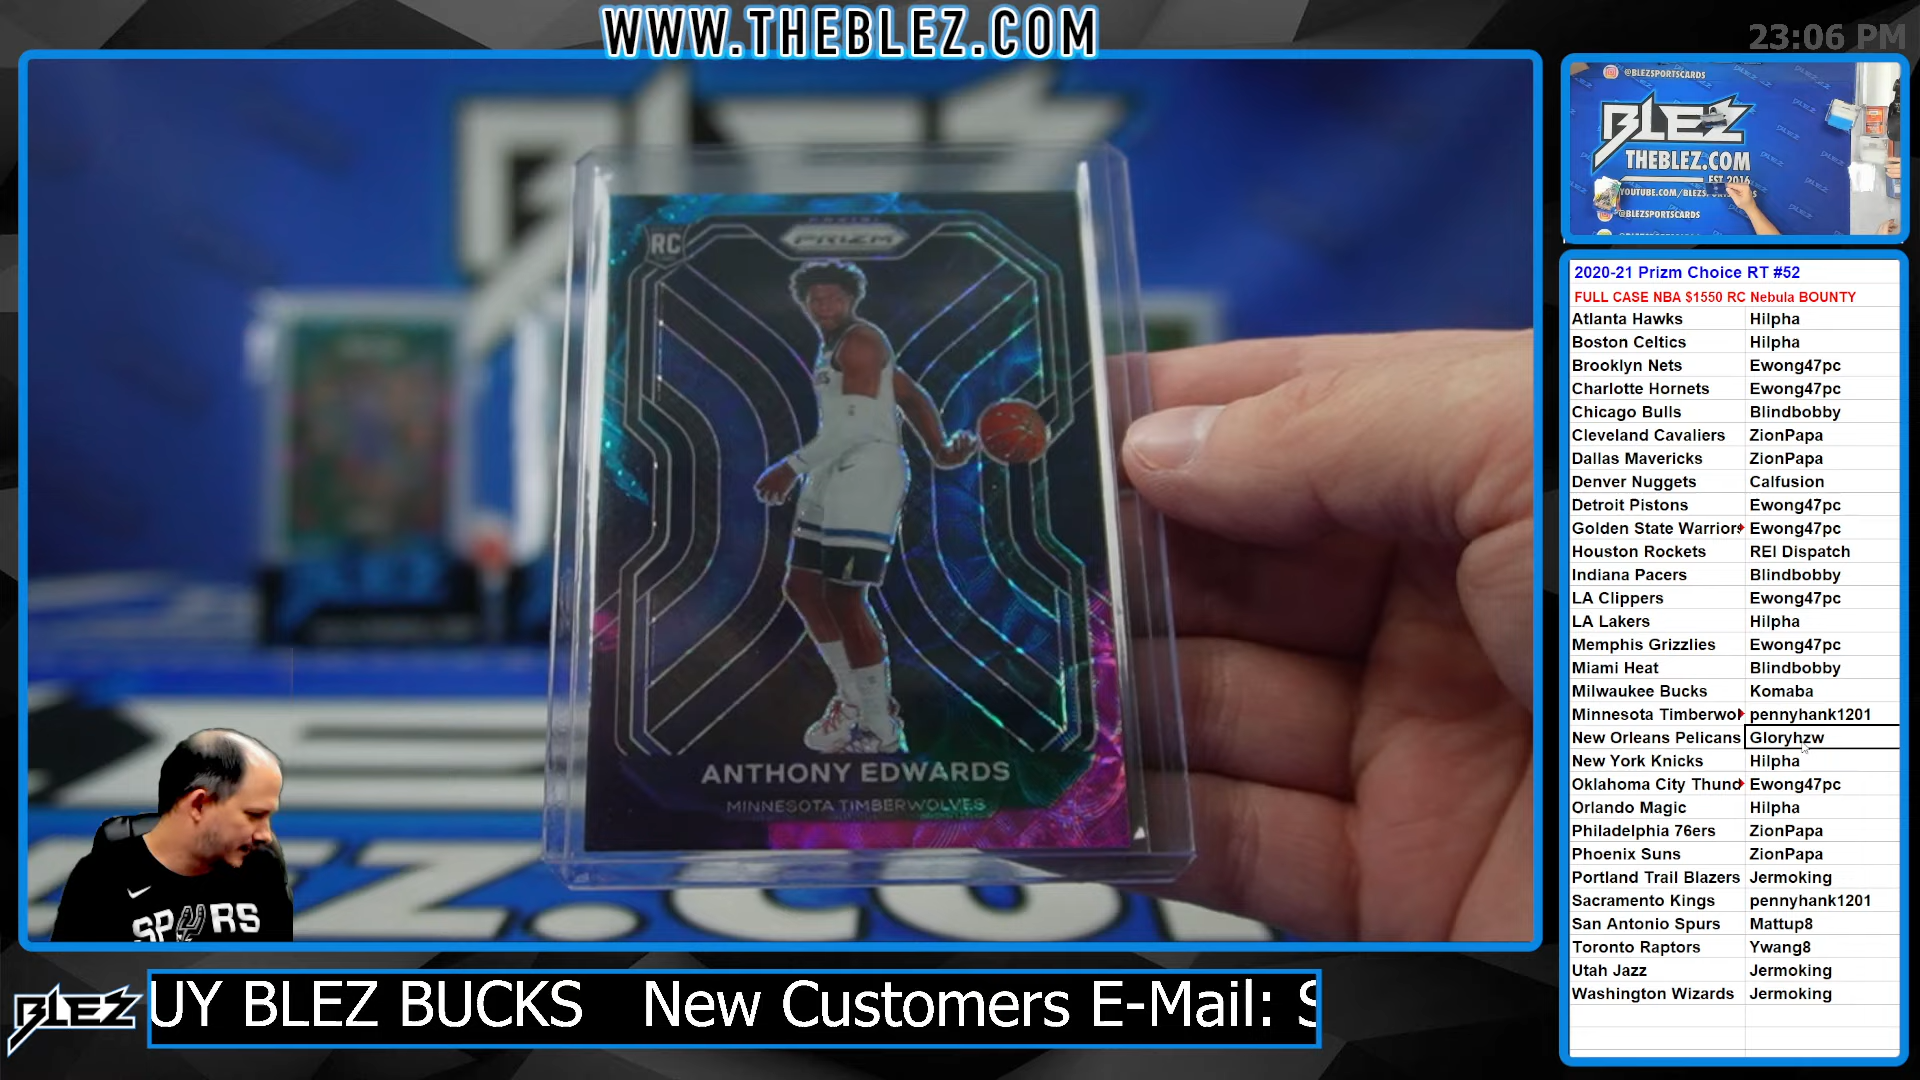 WWW.THEBLEZ.COM
23:06 PM
RC
PRIZM
ANTHONY EDWARDS
MINNESOTA TIMBERWOLVES
SPURS
@BLEZSPORTSCARDS
BLEZ
THEBLEZ.COM
EST. 2016
YOUTUBE.COM/BLEZS
@BLEZSPORTSCARDS
2020-21 Prizm Choice RT #52
FULL CASE NBA $1550 RC Nebula BOUNTY
Atlanta Hawks Hilpha
Boston Celtics Hilpha
Brooklyn Nets Ewong47pc
Charlotte Hornets Ewong47pc
Chicago Bulls Blindbobby
Cleveland Cavaliers ZionPapa
Dallas Mavericks ZionPapa
Denver Nuggets Calfusion
Detroit Pistons Ewong47pc
Golden State Warriors Ewong47pc
Houston Rockets REI Dispatch
Indiana Pacers Blindbobby
LA Clippers Ewong47pc
LA Lakers Hilpha
Memphis Grizzlies Ewong47pc
Miami Heat Blindbobby
Milwaukee Bucks Komaba
Minnesota Timberwol pennyhank1201
New Orleans Pelicans Gloryhzw
New York Knicks Hilpha
Oklahoma City Thund Ewong47pc
Orlando Magic Hilpha
Philadelphia 76ers ZionPapa
Phoenix Suns ZionPapa
Portland Trail Blazers Jermoking
Sacramento Kings pennyhank1201
San Antonio Spurs Mattup8
Toronto Raptors Ywang8
Utah Jazz Jermoking
Washington Wizards Jermoking
BLEZ
UY BLEZ BUCKS New Customers E-Mail: S